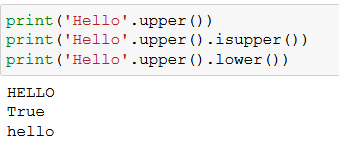 print('Hello'.upper())
print('Hello'.upper().isupper())
print('Hello'.upper().lower())
HELLO
True
hello